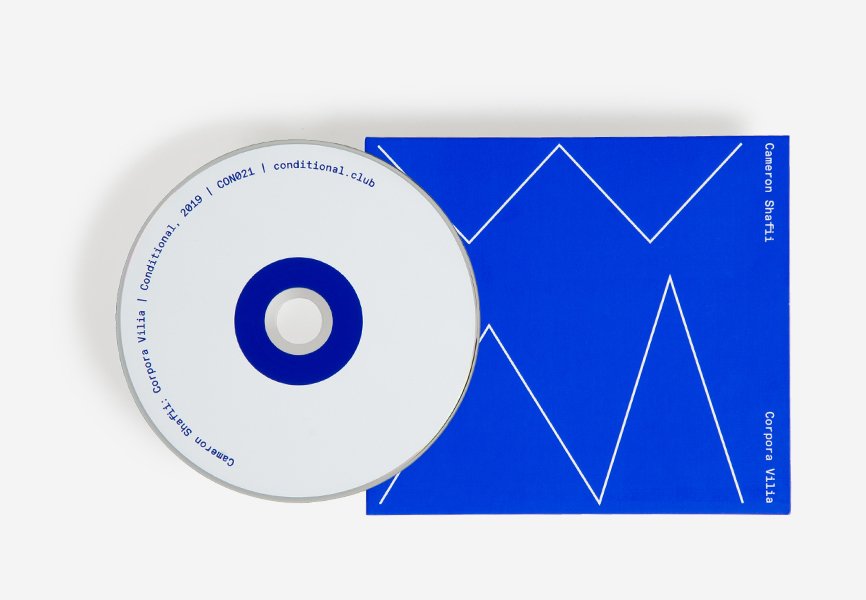 Cameron Shafii: Corpora Vilia | Conditional, 2019 | CON021 | conditional.club
Cameron Shafii
Corpora Vilia